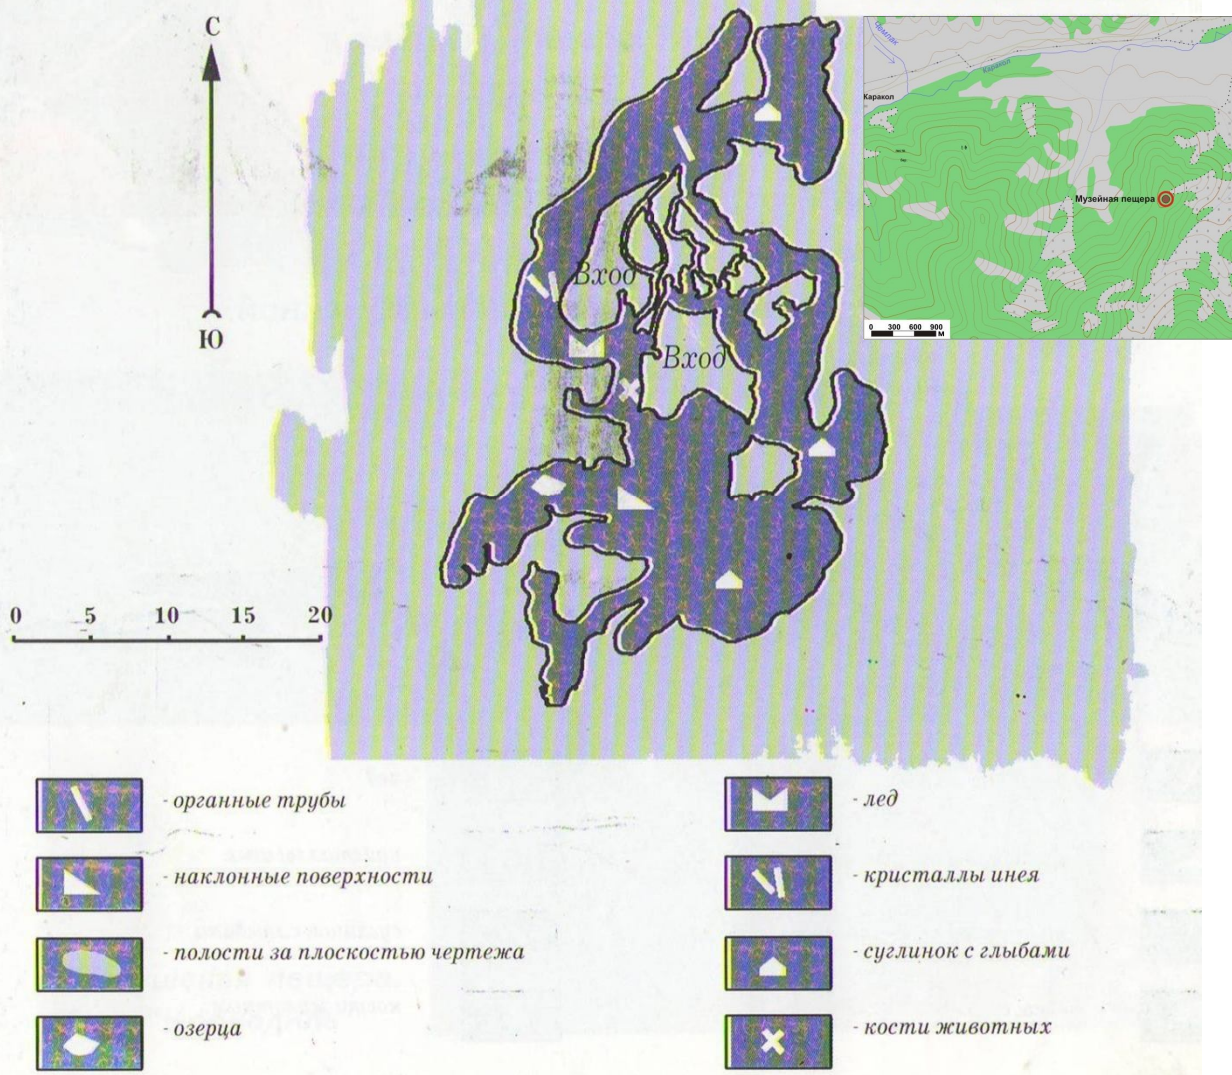 С
Ю
Вход
Вход
0 5 10 15 20
Каракол
Каракол
Музейная пещера
0 300 600 900
м
- органные трубы
- наклонные поверхности
- полости за плоскостью чертежа
- озерца
- лед
- кристаллы инея
- суглинок с глыбами
- кости животных